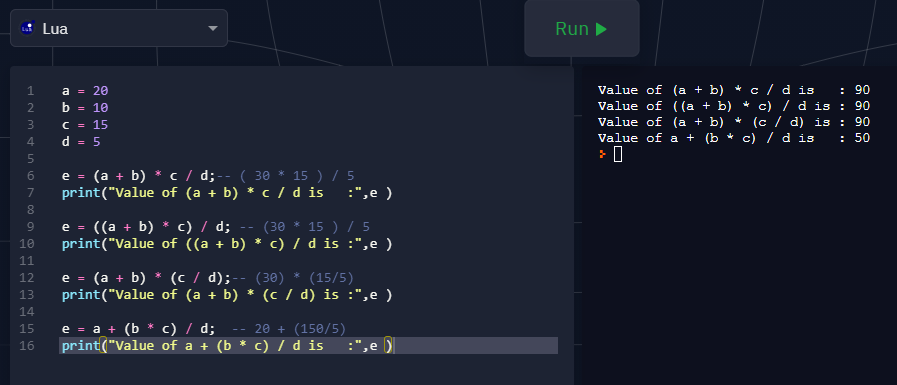 Lua
Run
1 a = 20
2 b = 10
3 c = 15
4 d = 5
5
6 e = (a + b) * c / d;-- ( 30 * 15 ) / 5
7 print("Value of (a + b) * c / d is   :",e )
8
9 e = ((a + b) * c) / d; -- (30 * 15 ) / 5
10 print("Value of ((a + b) * c) / d is :",e )
11
12 e = (a + b) * (c / d);-- (30) * (15/5)
13 print("Value of (a + b) * (c / d) is :",e )
14
15 e = a + (b * c) / d;  -- 20 + (150/5)
16 print("Value of a + (b * c) / d is   :",e )
Value of (a + b) * c / d is   : 90
Value of ((a + b) * c) / d is : 90
Value of (a + b) * (c / d) is : 90
Value of a + (b * c) / d is   : 50
>